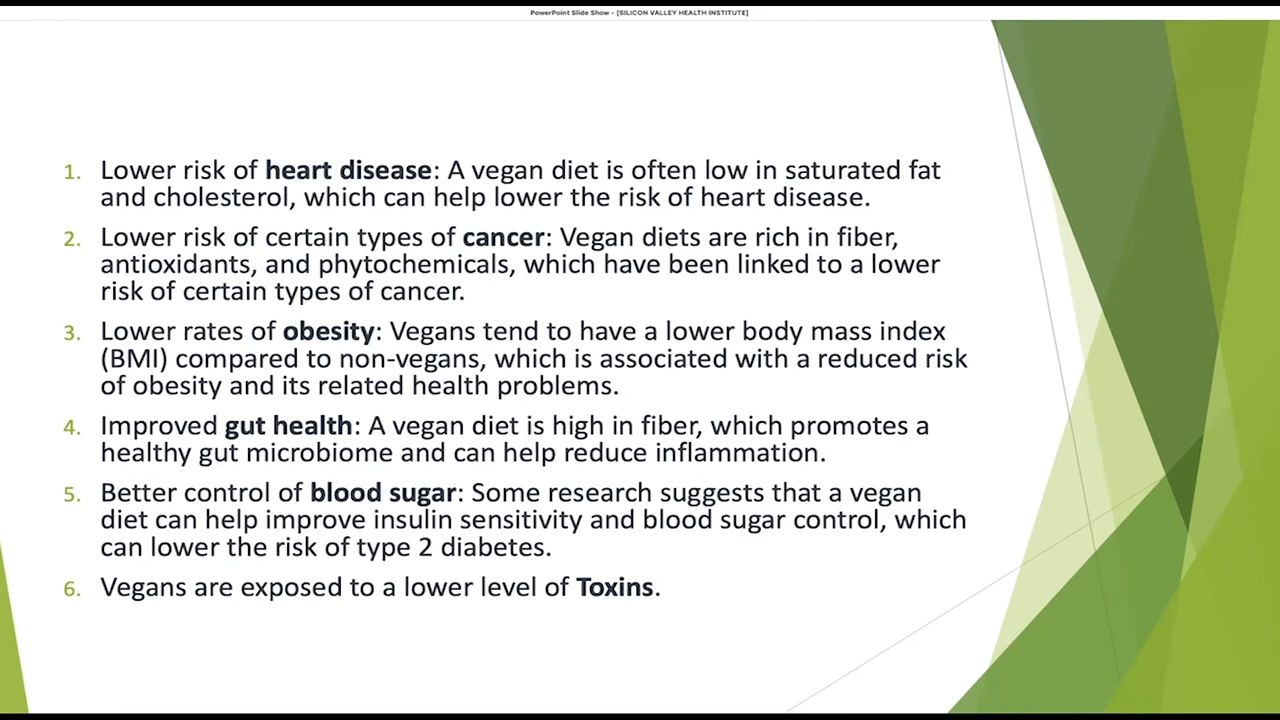 PowerPoint Slide Show - [SILICON VALLEY HEALTH INSTITUTE]
1. Lower risk of heart disease: A vegan diet is often low in saturated fat
and cholesterol, which can help lower the risk of heart disease.
2. Lower risk of certain types of cancer: Vegan diets are rich in fiber,
antioxidants, and phytochemicals, which have been linked to a lower
risk of certain types of cancer.
3. Lower rates of obesity: Vegans tend to have a lower body mass index
(BMI) compared to non-vegans, which is associated with a reduced risk
of obesity and its related health problems.
4. Improved gut health: A vegan diet is high in fiber, which promotes a
healthy gut microbiome and can help reduce inflammation.
5. Better control of blood sugar: Some research suggests that a vegan
diet can help improve insulin sensitivity and blood sugar control, which
can lower the risk of type 2 diabetes.
6. Vegans are exposed to a lower level of Toxins.